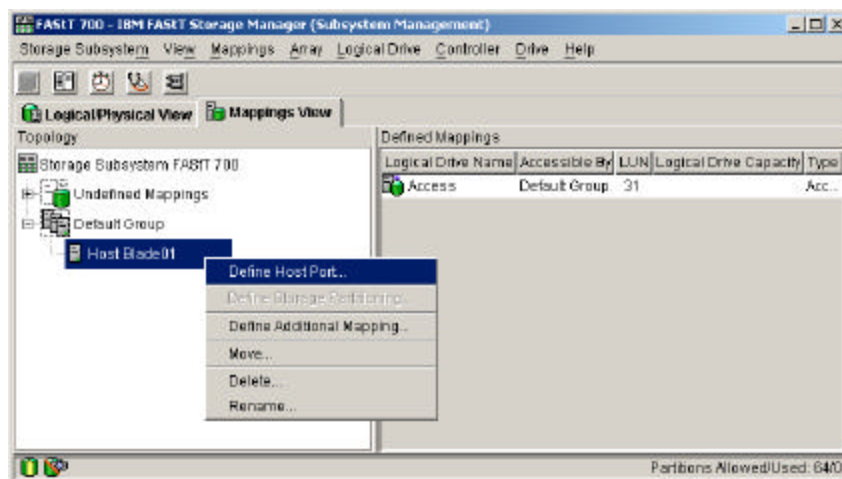 FAStT 700 - IBM FAStT Storage Manager (Subsystem Management)
Storage Subsystem View Mappings Array Logical Drive Controller Drive Help
Logical/Physical View Mappings View
Topology
Storage Subsystem FAStT 700
Undefined Mappings
Default Group
Host Blade01
Define Host Port...
Define Storage Partitioning...
Define Additional Mapping...
Move...
Delete...
Rename...
Defined Mappings
Logical Drive Name Accessible By LUN Logical Drive Capacity Type
Access Default Group 31 Acc...
Partitions Allowed/Used: 64/0